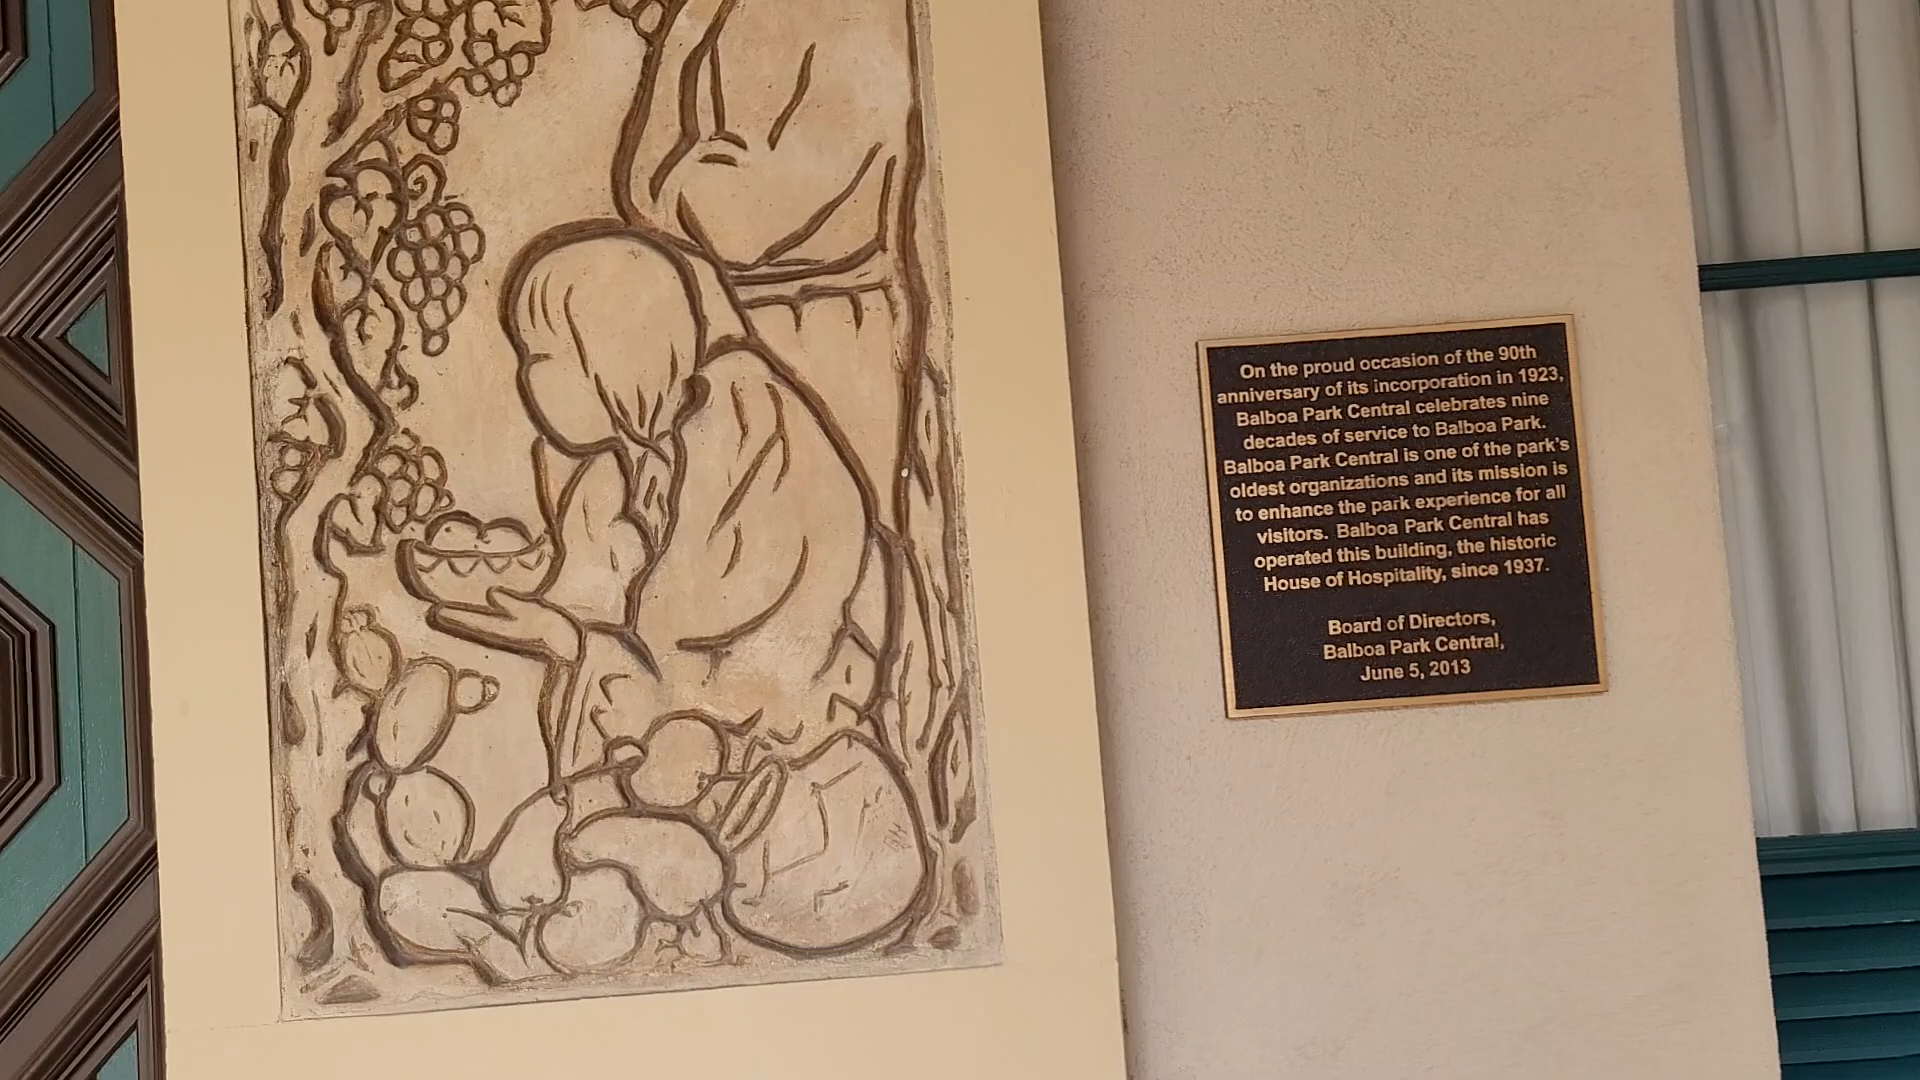 On the proud occasion of the 90th
anniversary of its incorporation in 1923,
Balboa Park Central celebrates nine
decades of service to Balboa Park.
Balboa Park Central is one of the park's
oldest organizations and its mission is
to enhance the park experience for all
visitors. Balboa Park Central has
operated this building, the historic
House of Hospitality, since 1937.
Board of Directors,
Balboa Park Central,
June 5, 2013